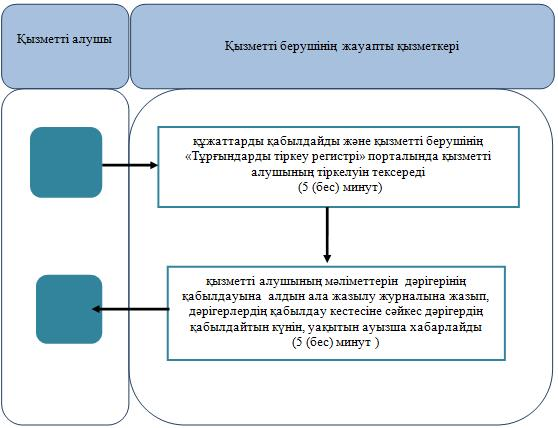 Қызметті алушы
Қызметті берушінің жауапты қызметкері
құжаттарды қабылдайды және қызметті берушінің
«Тұрғындарды тіркеу регистрі» порталында қызметті
алушының тіркелуін тексереді
(5 (бес) минут)
қызметті алушының мәліметтерін дәрігерінің
қабылдауына алдын ала жазылу журналына жазып,
дәрігерлердің қабылдау кестесіне сәйкес дәрігердің
қабылдайтын күнін, уақытын ауызша хабарлайды
(5 (бес) минут )